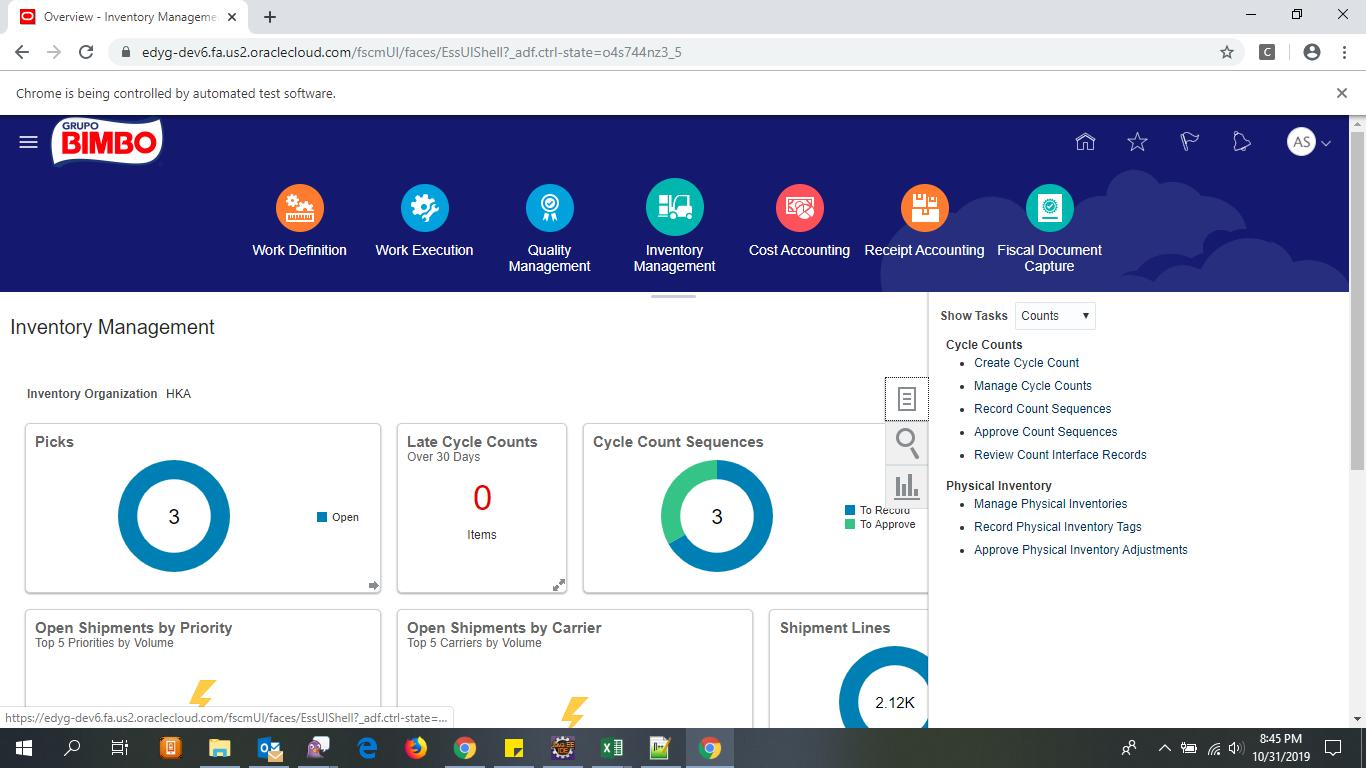 Overview - Inventory Manageme
edyg-dev6.fa.us2.oraclecloud.com/fscmUI/faces/EssUIShell?_adf.ctrl-state=o4s744nz3_5
C
Chrome is being controlled by automated test software.
GRUPO
BIMBO
AS
Work Definition
Work Execution
Quality
Management
Inventory
Management
Cost Accounting
Receipt Accounting
Fiscal Document
Capture
Inventory Management
Inventory Organization HKA
Picks
3
Open
Late Cycle Counts
Over 30 Days
0
Items
Cycle Count Sequences
3
To Record
To Approve
Open Shipments by Priority
Top 5 Priorities by Volume
Open Shipments by Carrier
Top 5 Carriers by Volume
Shipment Lines
2.12K
Show Tasks Counts
Cycle Counts
Create Cycle Count
Manage Cycle Counts
Record Count Sequences
Approve Count Sequences
Review Count Interface Records
Physical Inventory
Manage Physical Inventories
Record Physical Inventory Tags
Approve Physical Inventory Adjustments
https://edyg-dev6.fa.us2.oraclecloud.com/fscmUI/faces/EssUIShell?_adf.ctrl-state=...
8:45 PM
10/31/2019